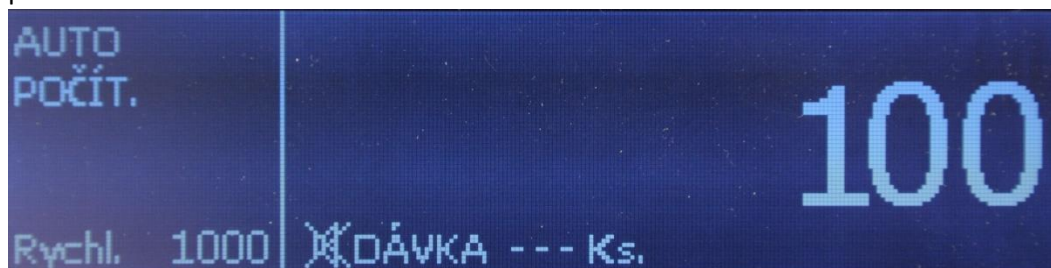 AUTO
POČÍT.
100
Rychl. 1000
DÁVKA --- Ks.